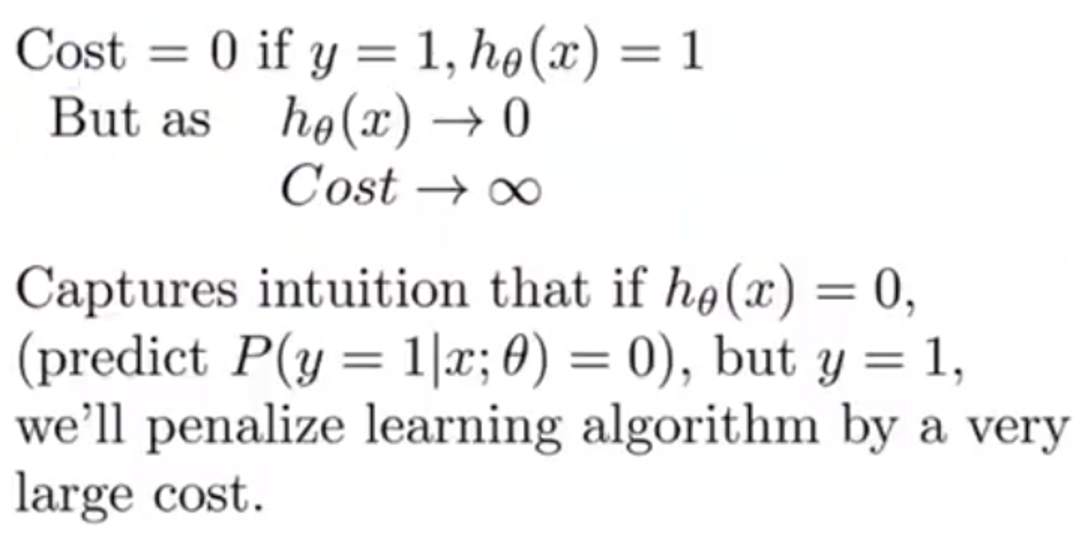 Cost = 0 if y = 1, hθ(x) = 1
But as hθ(x) → 0
Cost → ∞
Captures intuition that if hθ(x) = 0,
(predict P(y = 1|x; θ) = 0), but y = 1,
we'll penalize learning algorithm by a very
large cost.